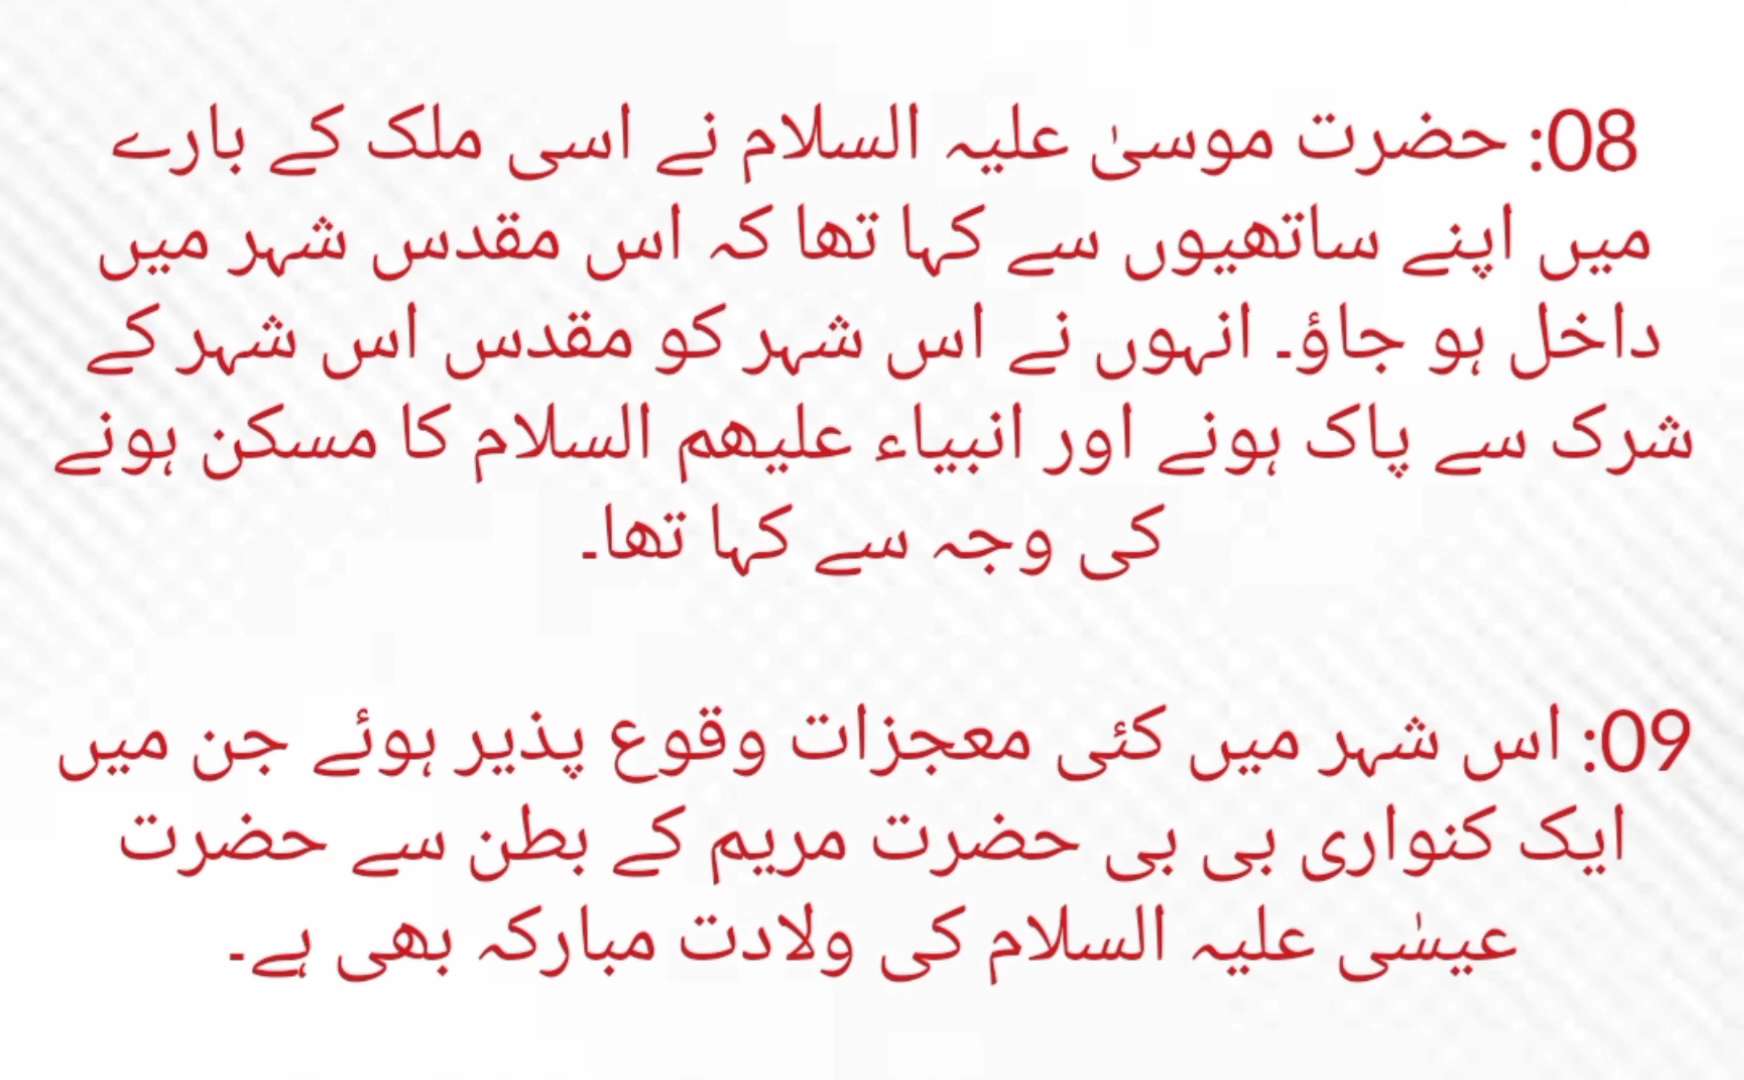 08: حضرت موسیٰ علیہ السلام نے اسی ملک کے بارے
میں اپنے ساتھیوں سے کہا تھا کہ اس مقدس شہر میں
داخل ہو جاؤ۔ انہوں نے اس شہر کو مقدس اس شہر کے
شرک سے پاک ہونے اور انبیاء علیھم السلام کا مسکن ہونے
کی وجہ سے کہا تھا۔
09: اس شہر میں کئی معجزات وقوع پذیر ہوئے جن میں
ایک کنواری بی بی حضرت مریم کے بطن سے حضرت
عیسٰی علیہ السلام کی ولادت مبارکہ بھی ہے۔